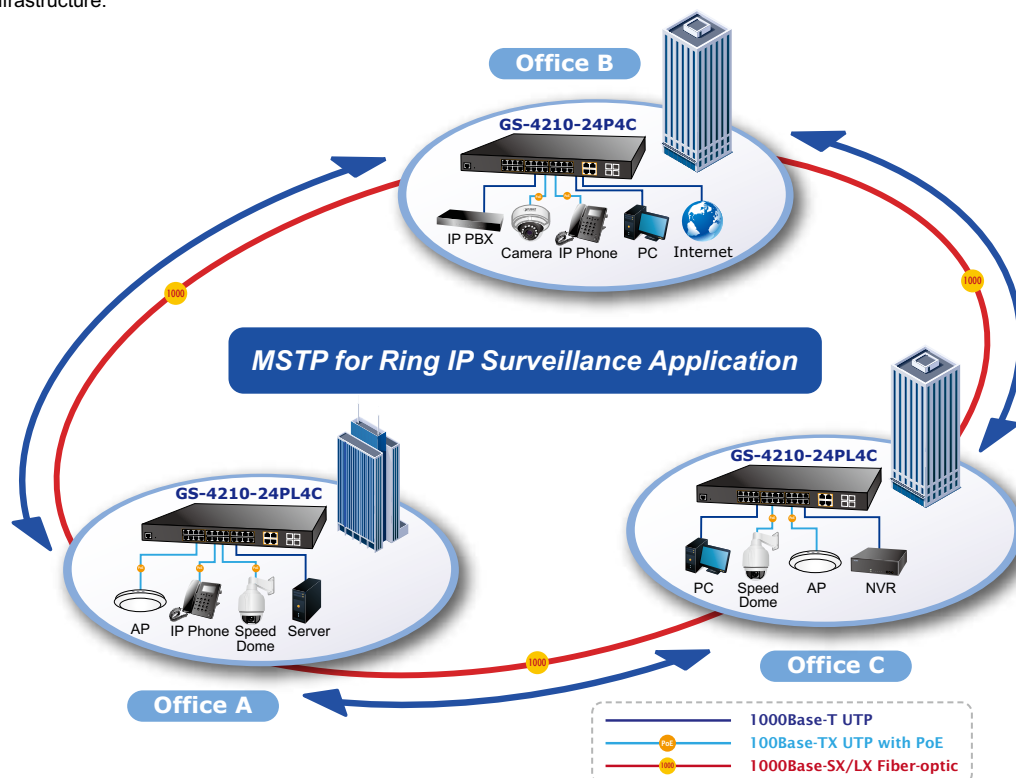 frastructure.
Office B
GS-4210-24P4C
IP PBX
Camera
IP Phone
PC
Internet
1000
1000
MSTP for Ring IP Surveillance Application
GS-4210-24PL4C
AP
IP Phone
Speed
Dome
Server
Office A
GS-4210-24PL4C
PC
Speed
Dome
AP
NVR
Office C
1000
1000Base-T UTP
PoE
100Base-TX UTP with PoE
1000
1000Base-SX/LX Fiber-optic